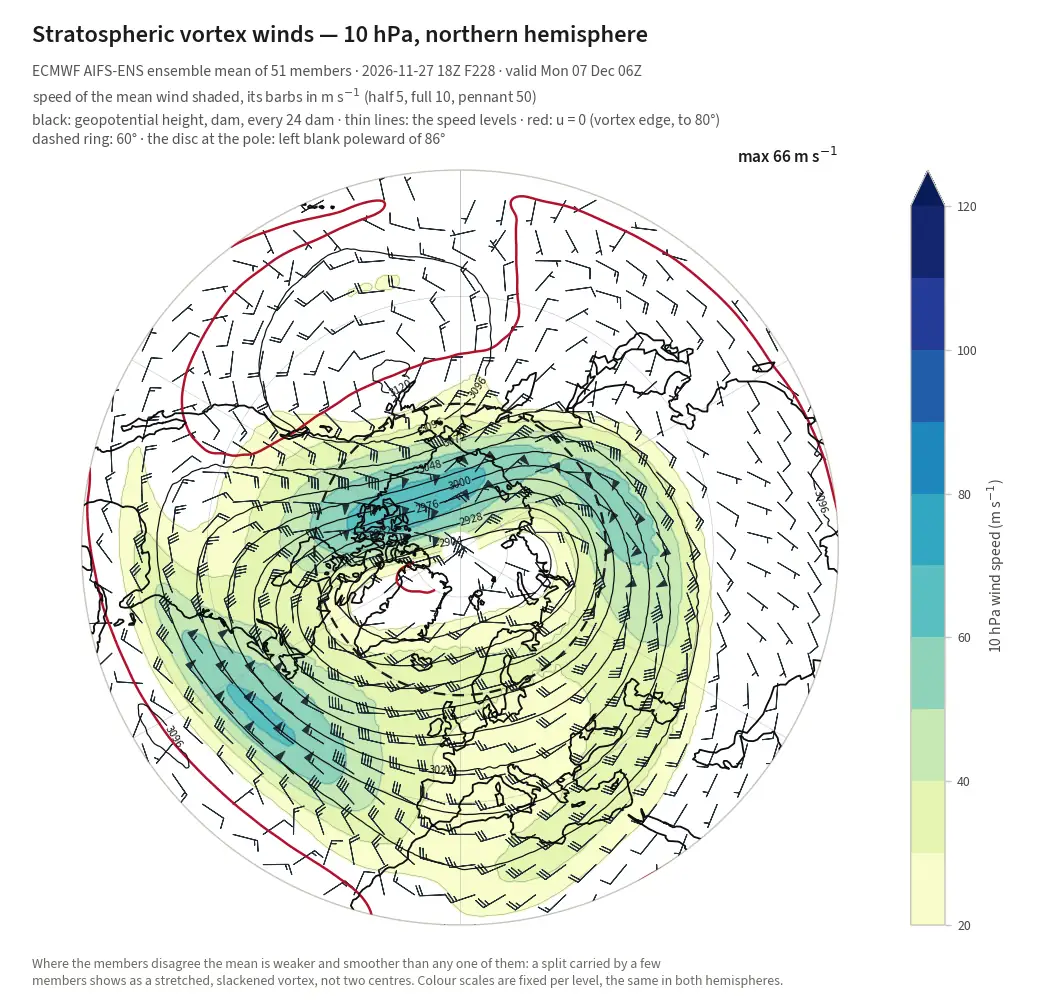 Stratospheric vortex winds — 10 hPa, northern hemisphere
ECMWF AIFS-ENS ensemble mean of 51 members · 2026-11-27 18Z F228 · valid Mon 07 Dec 06Z
speed of the mean wind shaded, its barbs in m s⁻¹ (half 5, full 10, pennant 50)
black: geopotential height, dam, every 24 dam · thin lines: the speed levels · red: u = 0 (vortex edge, to 80°)
dashed ring: 60° · the disc at the pole: left blank poleward of 86°
max 66 m s⁻¹
120
100
80
60
40
20
10 hPa wind speed (m s⁻¹)
3120
3096
3048
3000
2976
2928
3096
3096
Where the members disagree the mean is weaker and smoother than any one of them: a split carried by a few
members shows as a stretched, slackened vortex, not two centres. Colour scales are fixed per level, the same in both hemispheres.